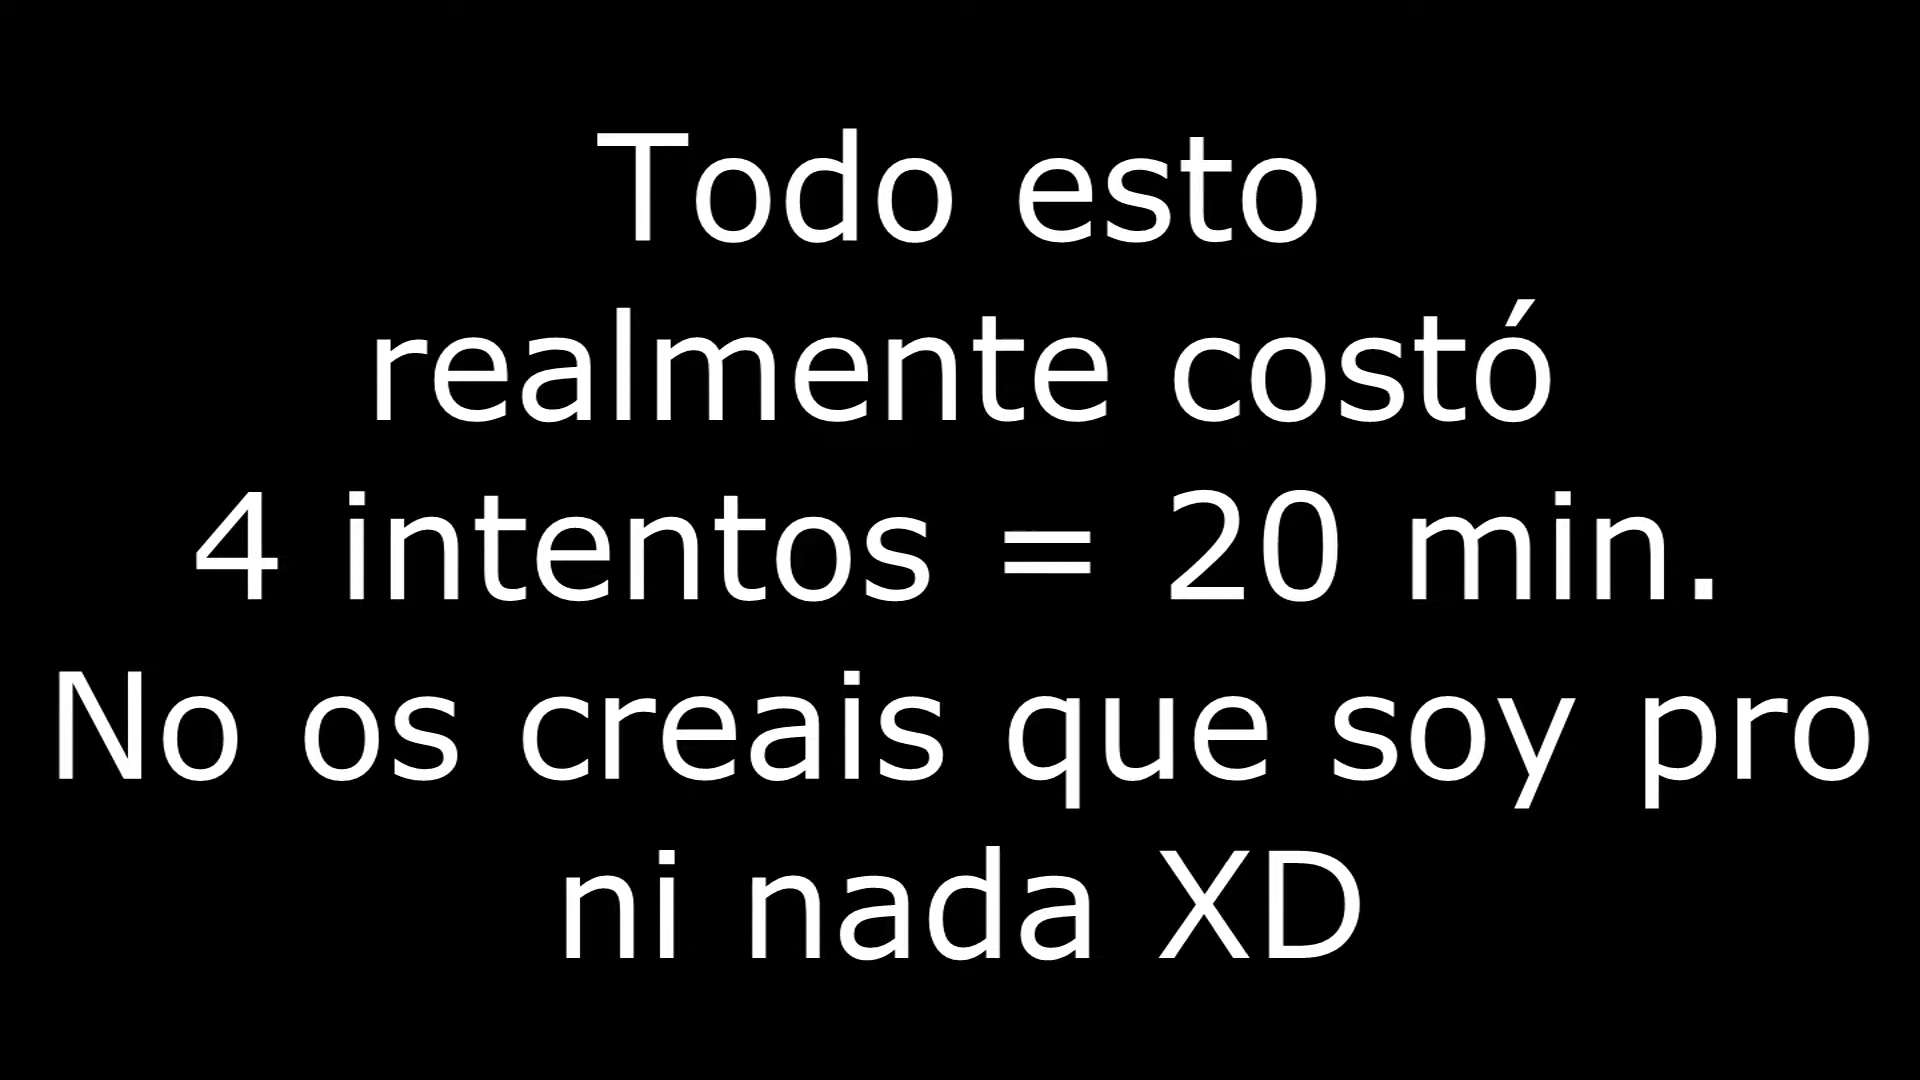 Todo esto
realmente costó
4 intentos = 20 min.
No os creais que soy pro
ni nada XD